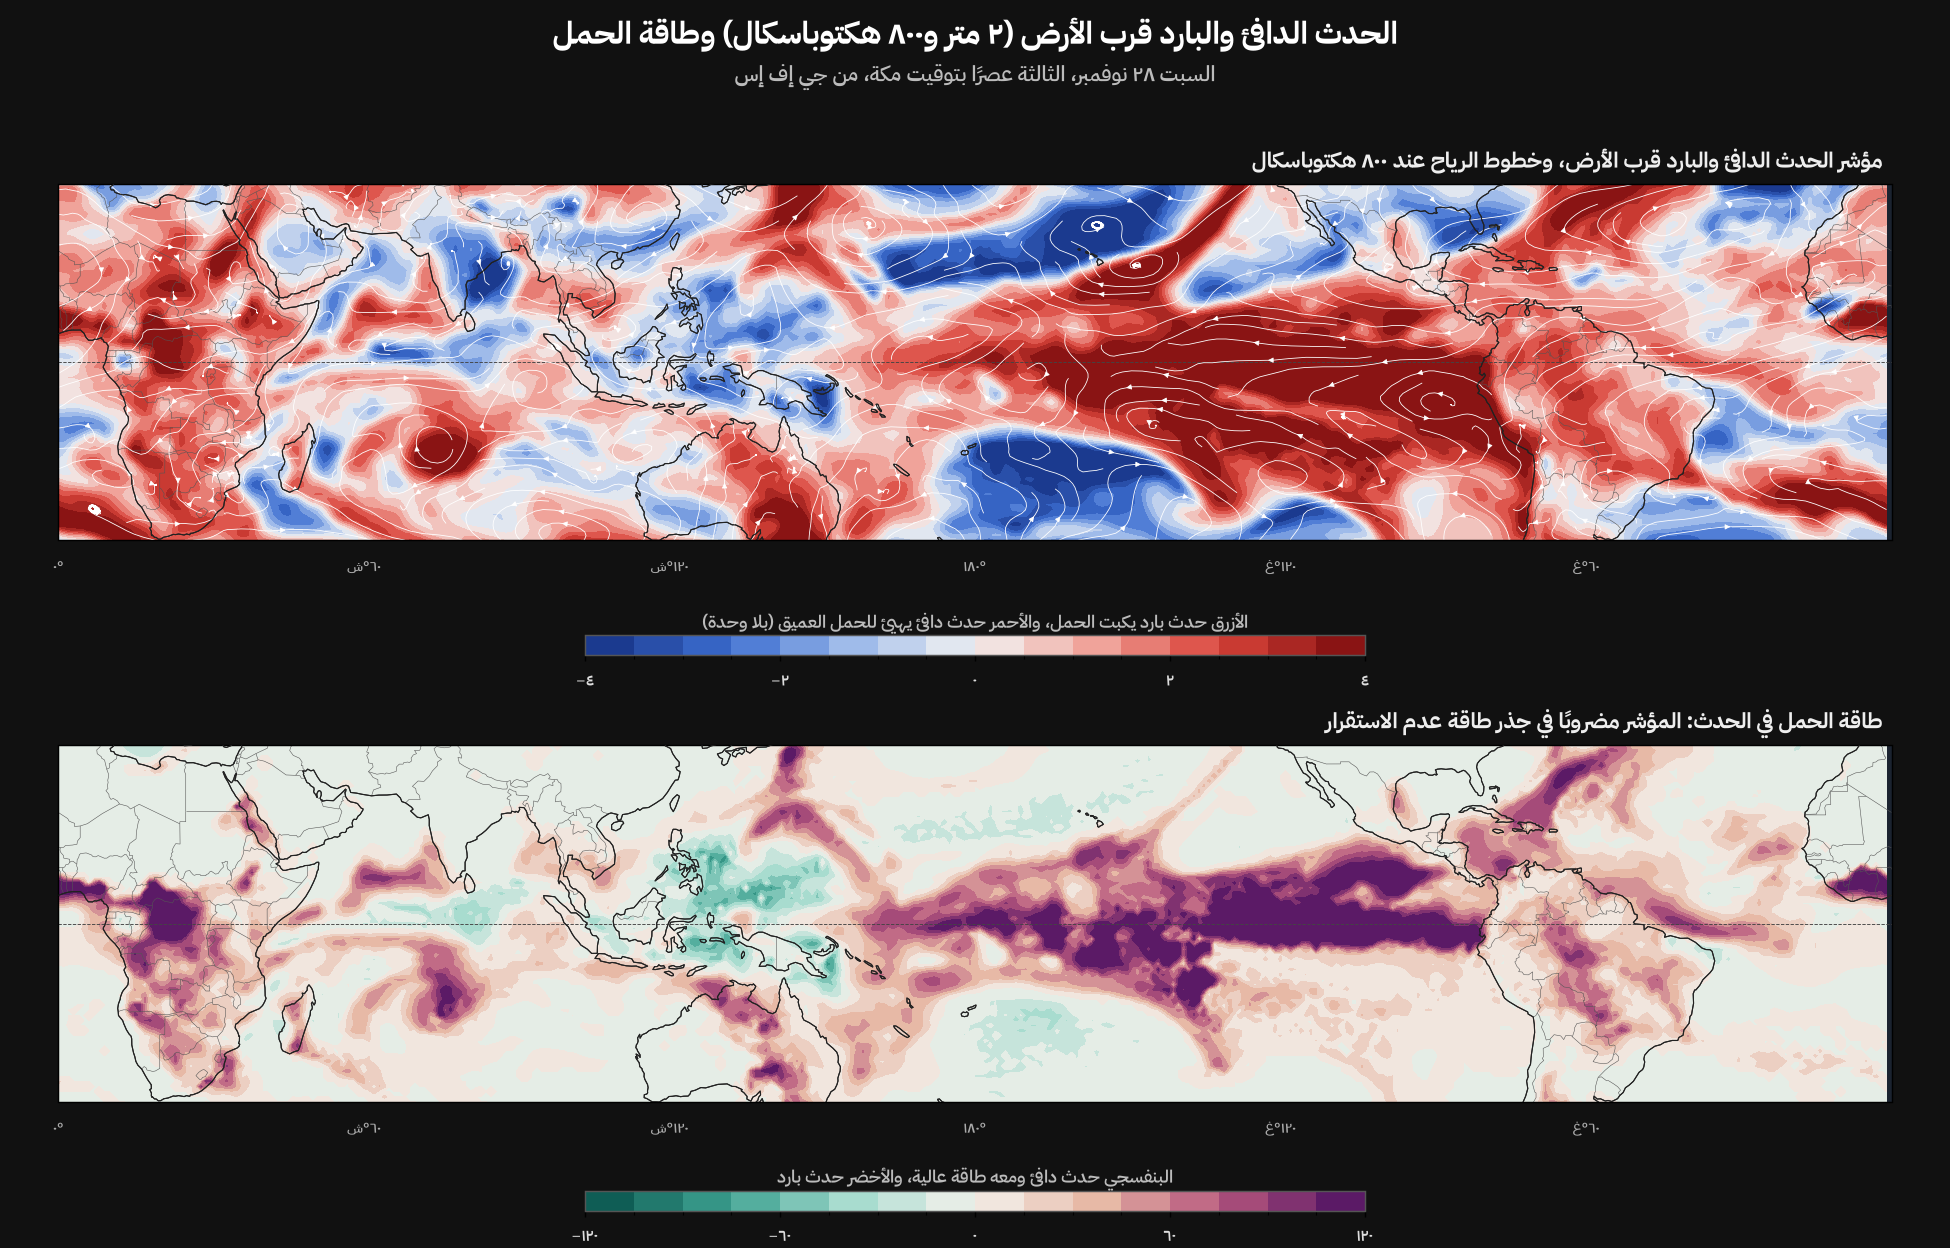 الحدث الدافئ والبارد قرب الأرض (٢ متر و٨٠٠ هكتوباسكال) وطاقة الحمل
السبت ٢٨ نوفمبر، الثالثة عصرًا بتوقيت مكة، من جي إف إس
مؤشر الحدث الدافئ والبارد قرب الأرض، وخطوط الرياح عند ٨٠٠ هكتوباسكال
٠° ٦٠°ش ١٢٠°ش ١٨٠° ١٢٠°غ ٦٠°غ
الأزرق حدث بارد يكبت الحمل، والأحمر حدث دافئ يهيئ للحمل العميق (بلا وحدة)
−٤ −٢ ٠ ٢ ٤
طاقة الحمل في الحدث: المؤشر مضروبًا في جذر طاقة عدم الاستقرار
٠° ٦٠°ش ١٢٠°ش ١٨٠° ١٢٠°غ ٦٠°غ
البنفسجي حدث دافئ ومعه طاقة عالية، والأخضر حدث بارد
−١٢٠ −٦٠ ٠ ٦٠ ١٢٠